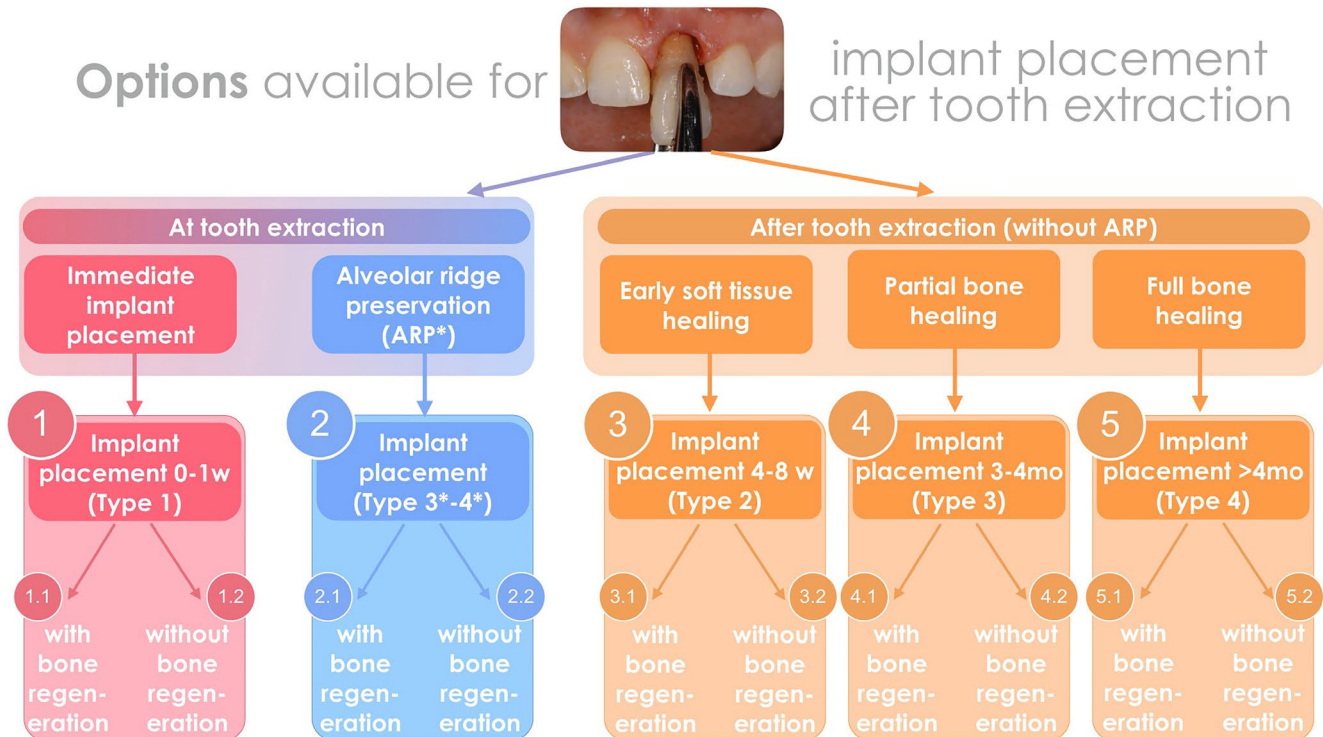 Options available for
implant placement
after tooth extraction
At tooth extraction
Immediate
implant
placement
Alveolar ridge
preservation
(ARP*)
After tooth extraction (without ARP)
Early soft tissue
healing
Partial bone
healing
Full bone
healing
1
Implant
placement 0-1w
(Type 1)
2
Implant
placement
(Type 3*-4*)
3
Implant
placement 4-8 w
(Type 2)
4
Implant
placement 3-4mo
(Type 3)
5
Implant
placement >4mo
(Type 4)
1.1
with
bone
regen-
eration
1.2
without
bone
regen-
eration
2.1
with
bone
regen-
eration
2.2
without
bone
regen-
eration
3.1
with
bone
regen-
eration
3.2
without
bone
regen-
eration
4.1
with
bone
regen-
eration
4.2
without
bone
regen-
eration
5.1
with
bone
regen-
eration
5.2
without
bone
regen-
eration